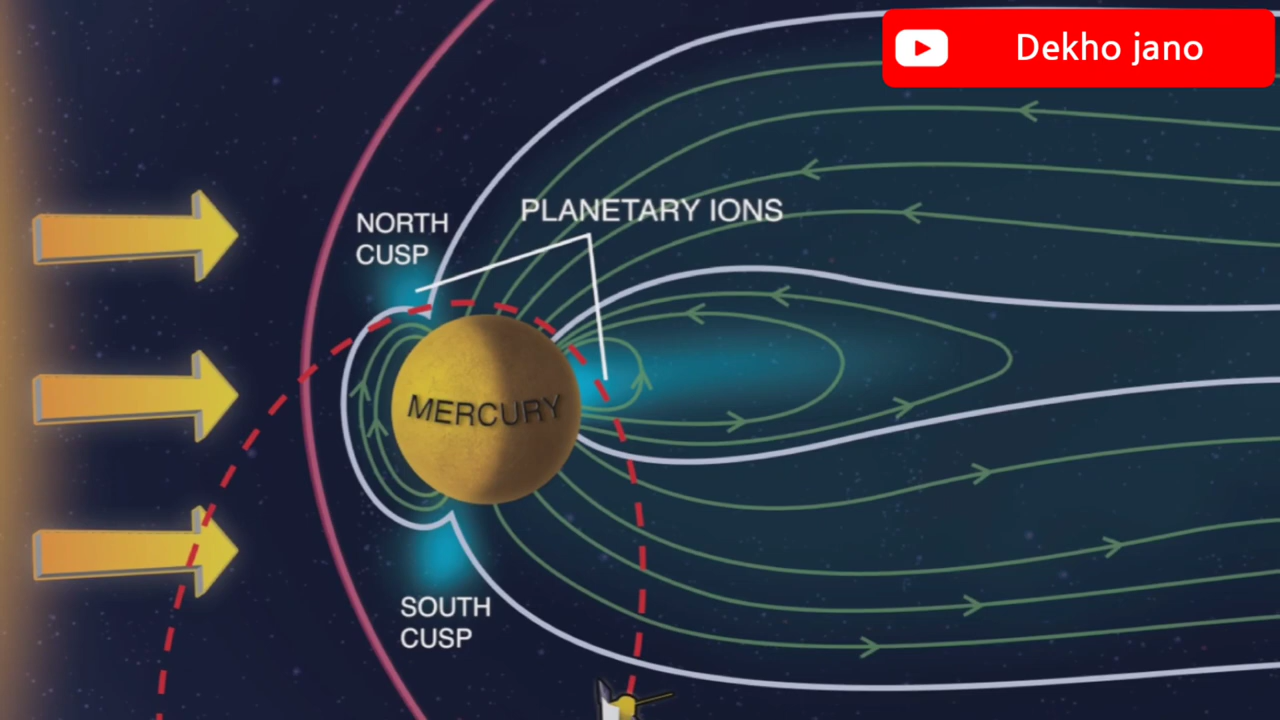 Dekho jano
NORTH
CUSP
PLANETARY IONS
MERCURY
SOUTH
CUSP